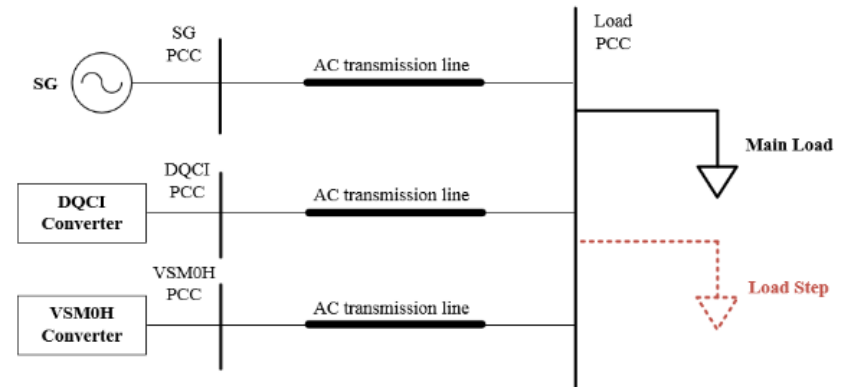 SG
PCC
SG
AC transmission line
Load
PCC
Main Load
DQCI
PCC
DQCI
Converter
AC transmission line
Load Step
VSM0H
PCC
VSM0H
Converter
AC transmission line